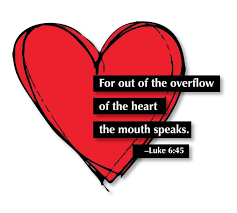 For out of the overflow
of the heart
the mouth speaks.
–Luke 6:45